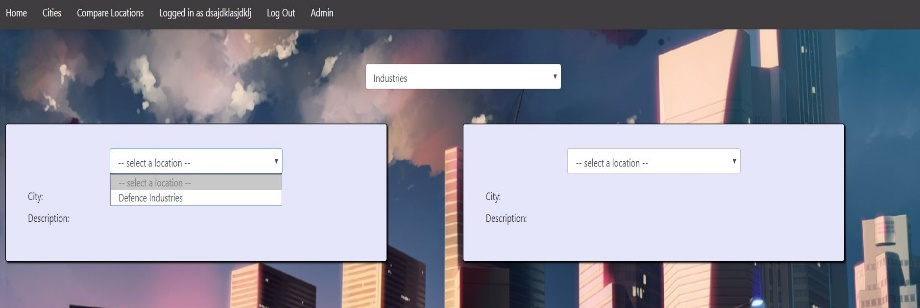 Home Cities Compare Locations Logged in as dsajdklasjdklj Log Out Admin
Industries
-- select a location --
-- select a location --
Defence Industries
City:
Description:
-- select a location --
City:
Description: